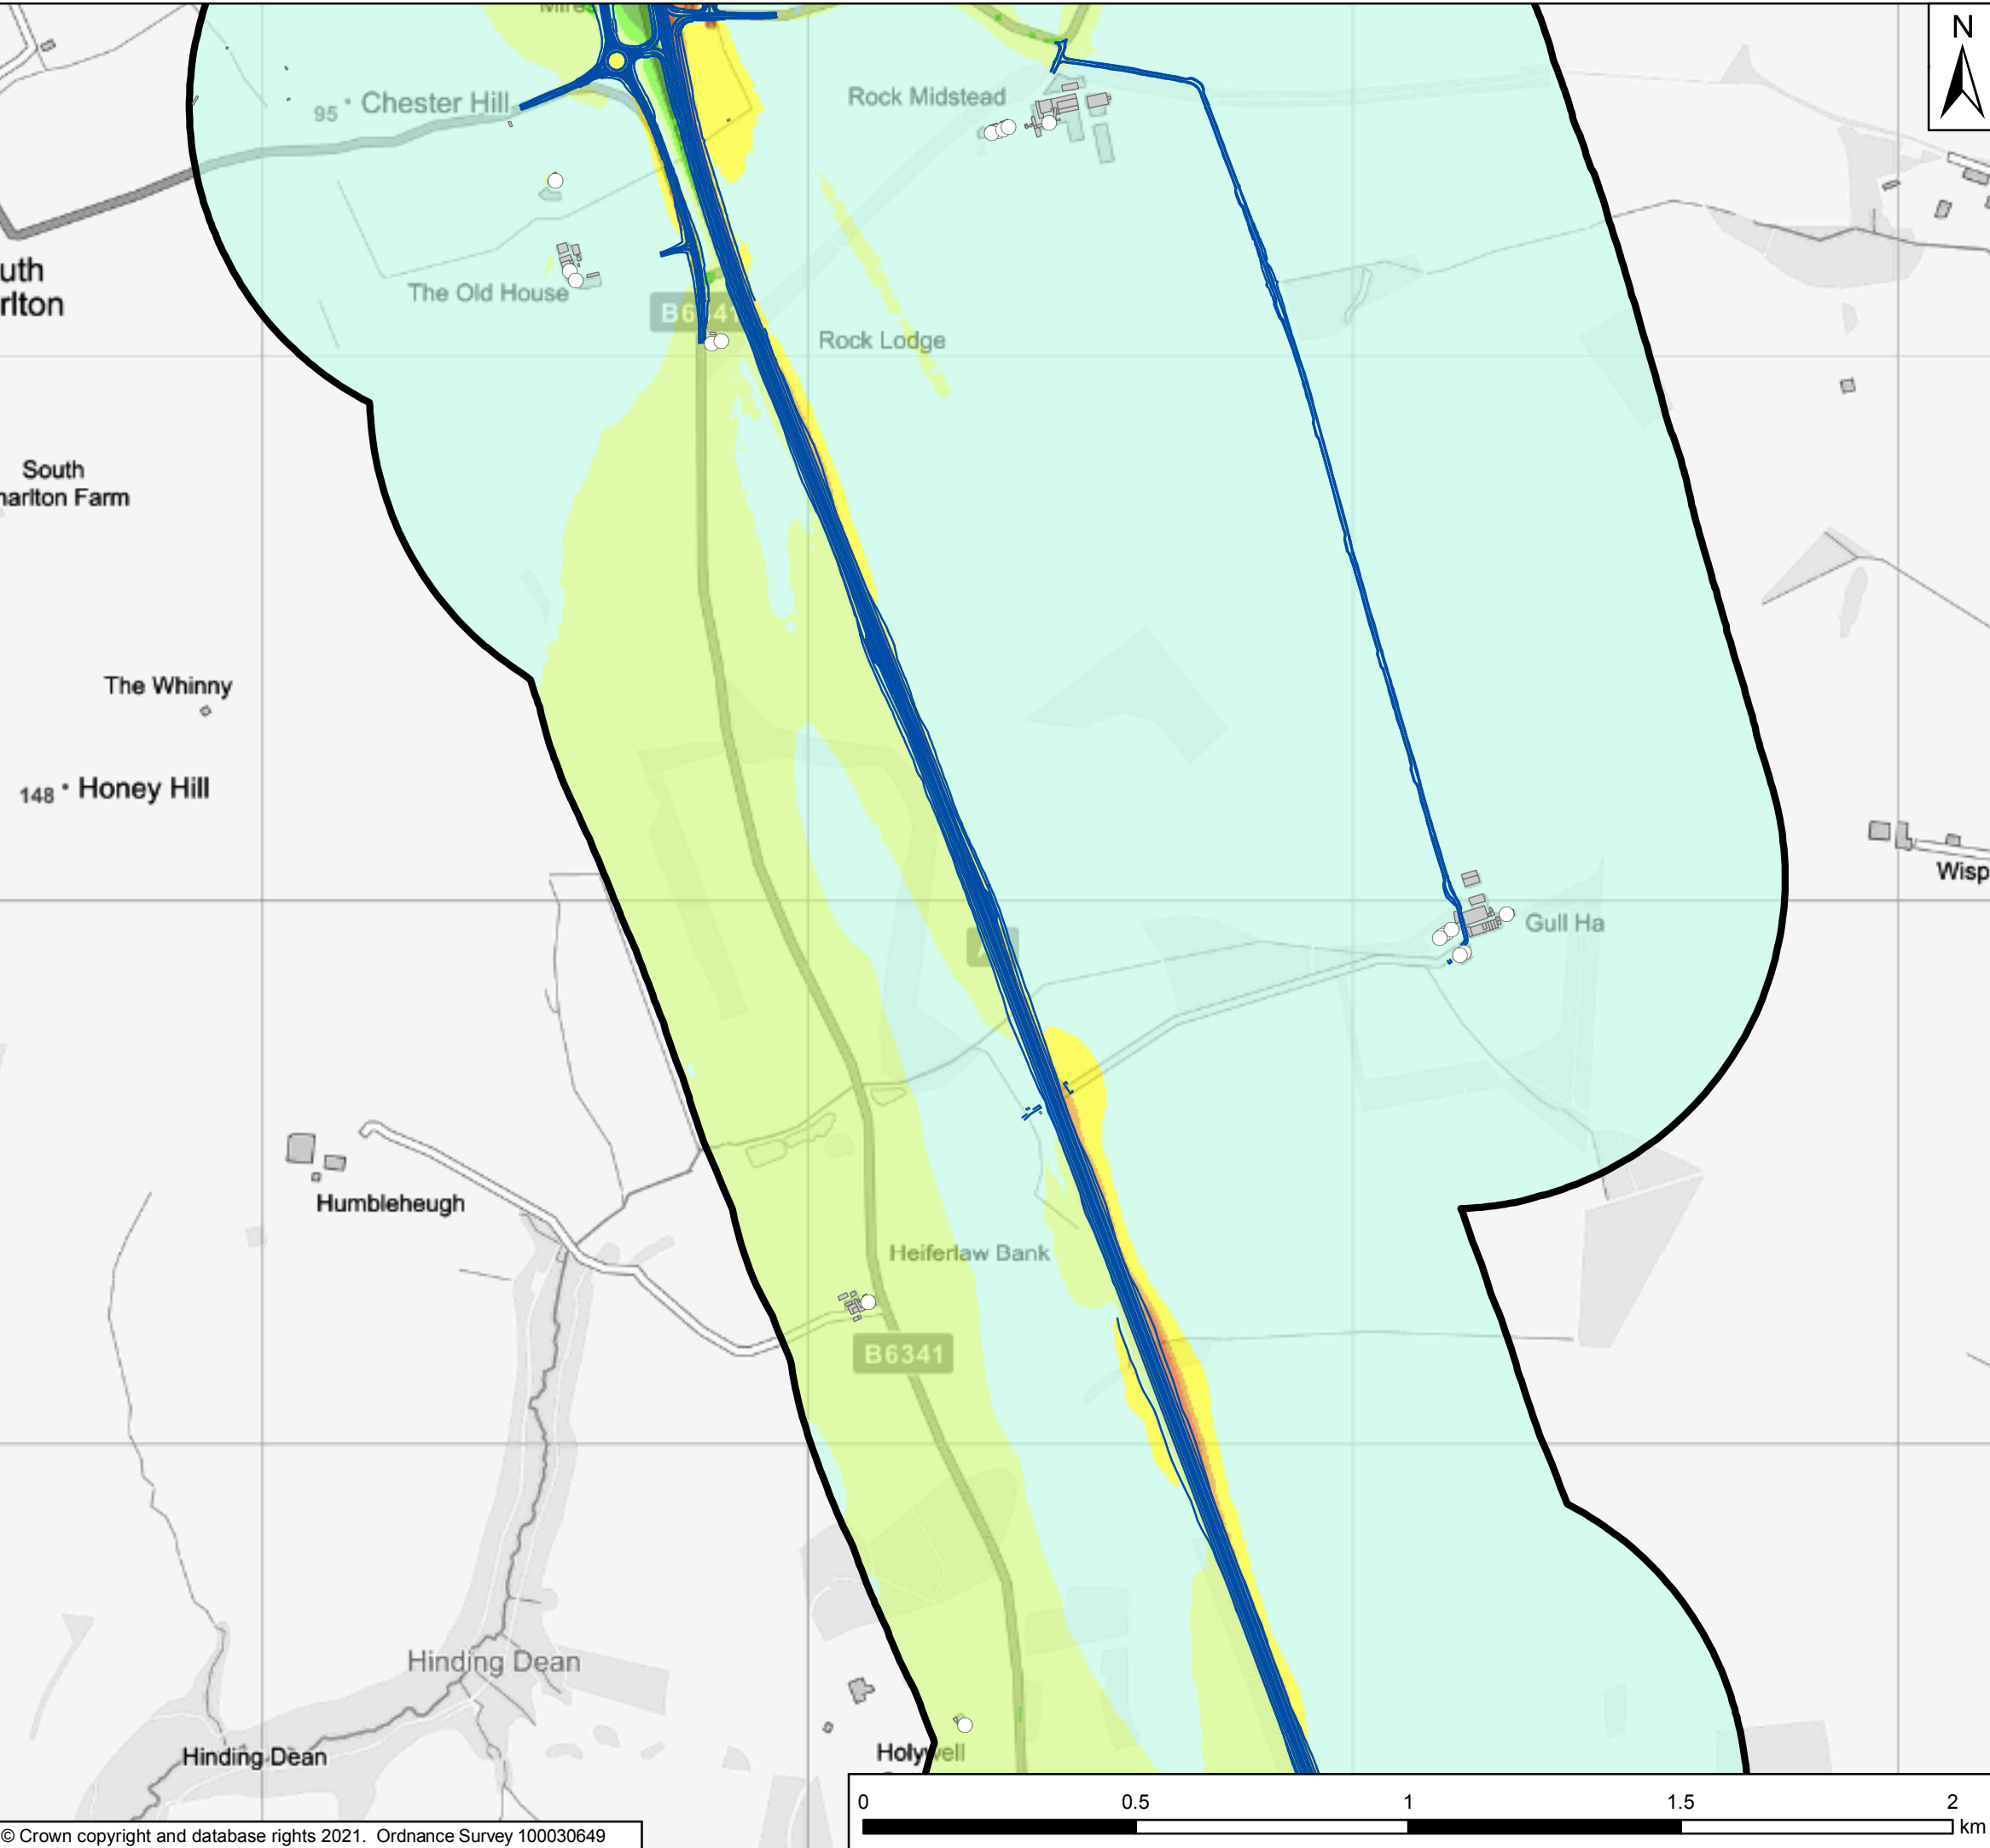 N
95 • Chester Hill
Rock Midstead
uth
rlton
The Old House
Rock Lodge
South
harlton Farm
The Whinny
148 • Honey Hill
Wisp
Gull Ha
Humbleheugh
Heiferlaw Bank
B6341
Hinding Dean
Hinding Dean
Holywell
0 0.5 1 1.5 2
km
© Crown copyright and database rights 2021. Ordnance Survey 100030649